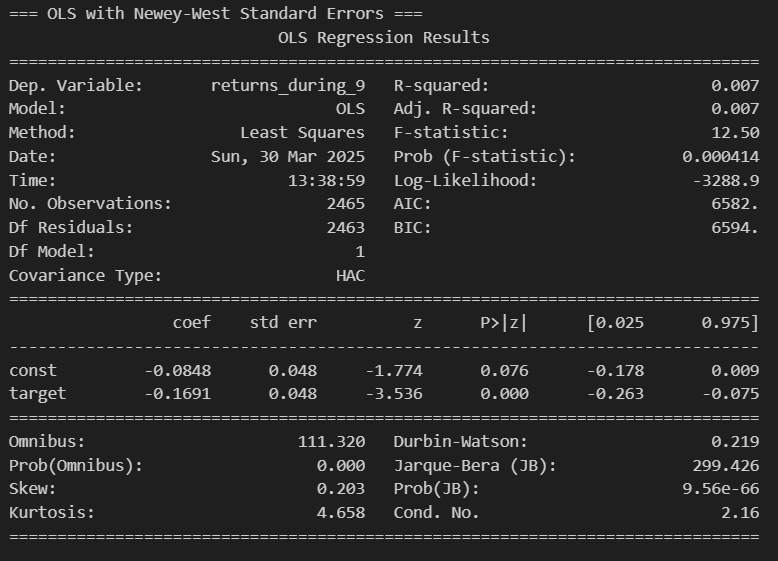 === OLS with Newey-West Standard Errors ===
                            OLS Regression Results
==============================================================================
Dep. Variable:       returns_during_9   R-squared:                       0.007
Model:                            OLS   Adj. R-squared:                  0.007
Method:                 Least Squares   F-statistic:                     12.50
Date:                Sun, 30 Mar 2025   Prob (F-statistic):           0.000414
Time:                        13:38:59   Log-Likelihood:                -3288.9
No. Observations:                2465   AIC:                             6582.
Df Residuals:                    2463   BIC:                             6594.
Df Model:                           1
Covariance Type:                  HAC
==============================================================================
                 coef    std err          z      P>|z|      [0.025      0.975]
------------------------------------------------------------------------------
const         -0.0848      0.048     -1.774      0.076      -0.178       0.009
target        -0.1691      0.048     -3.536      0.000      -0.263      -0.075
==============================================================================
Omnibus:                      111.320   Durbin-Watson:                   0.219
Prob(Omnibus):                  0.000   Jarque-Bera (JB):              299.426
Skew:                           0.203   Prob(JB):                     9.56e-66
Kurtosis:                       4.658   Cond. No.                         2.16
==============================================================================